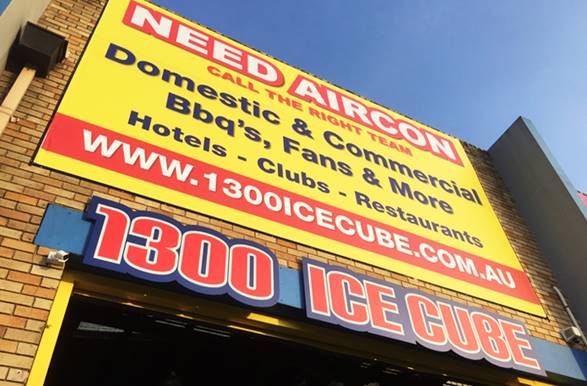 NEED AIRCON
CALL THE RIGHT TEAM
Domestic & Commercial
Bbq's, Fans & More
Hotels - Clubs - Restaurants
www.1300ICECUBE.COM.AU
1300 ICE CUBE